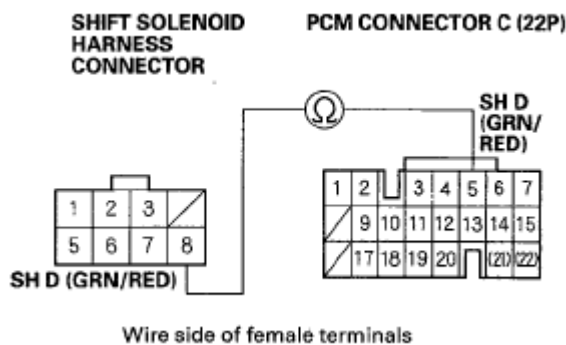 SHIFT SOLENOID
HARNESS
CONNECTOR
PCM CONNECTOR C (22P)
Ω
SH D
(GRN/
RED)
1 2 3 4 5 6 7
9 10 11 12 13 14 15
17 18 19 20 (21) (22)
1 2 3
5 6 7 8
SH D (GRN/RED)
Wire side of female terminals